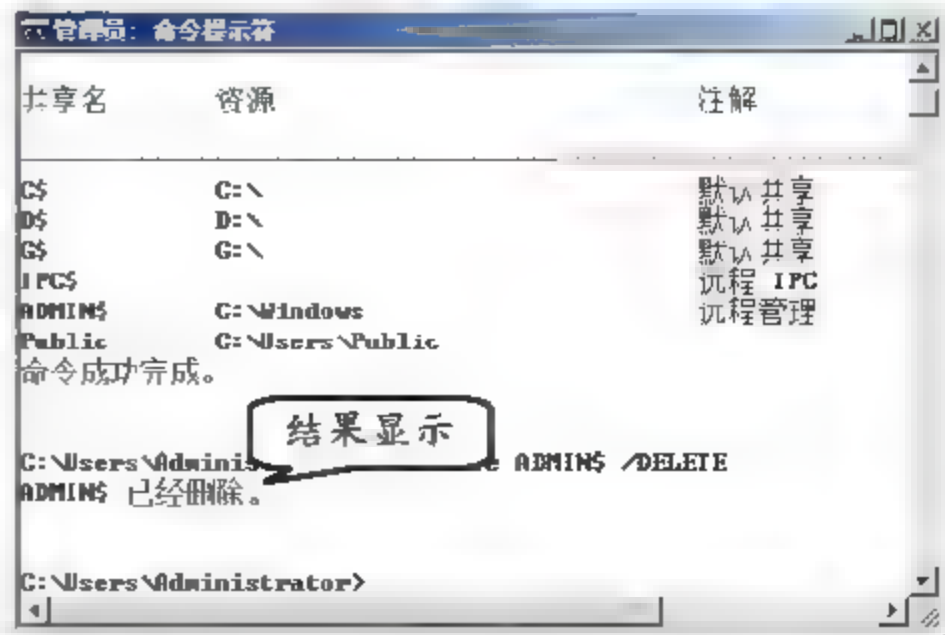 管理员: 命令提示符
共享名 资源 注解
C$ C:\ 默认共享
D$ D:\ 默认共享
G$ G:\ 默认共享
IPC$ 远程 IPC
ADMIN$ C:\Windows 远程管理
Public C:\Users\Public
命令成功完成。
结果显示
C:\Users\Adminis e ADMIN$ /DELETE
ADMIN$ 已经删除。
C:\Users\Administrator>